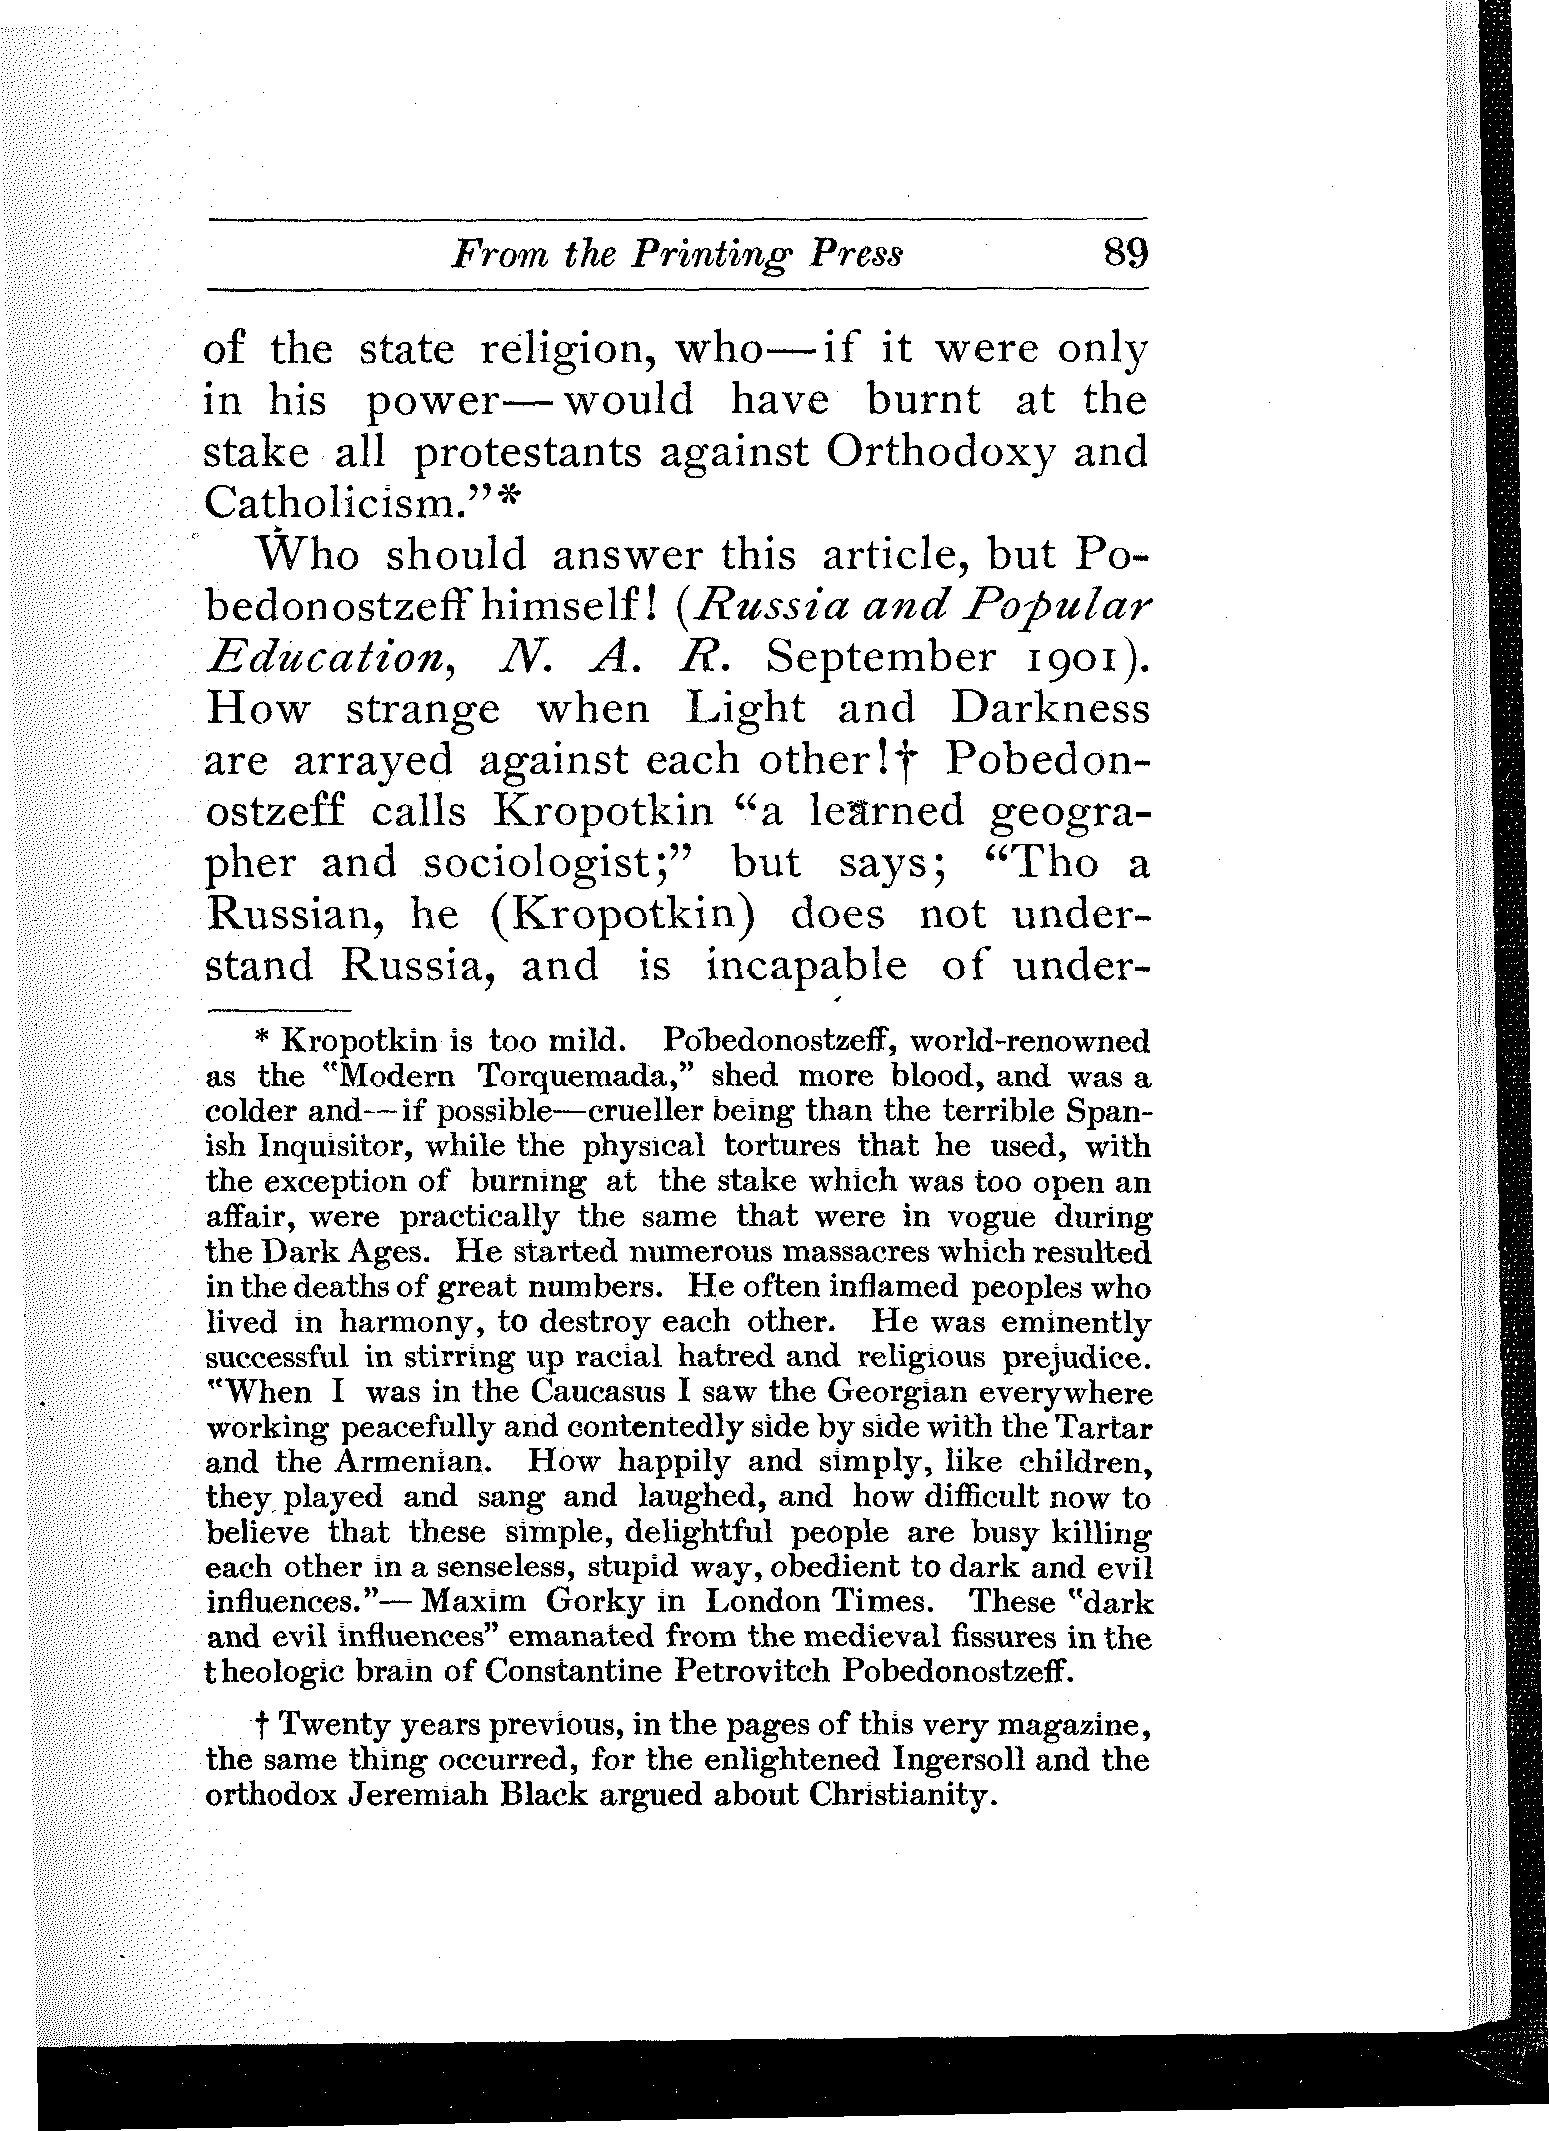 From the Printing Press 89
of the state religion, who—if it were only
in his power—would have burnt at the
stake all protestants against Orthodoxy and
Catholicism."*
Who should answer this article, but Po-
bedonostzeff himself! (Russia and Popular
Education, N. A. R. September 1901).
How strange when Light and Darkness
are arrayed against each other!† Pobedon-
ostzeff calls Kropotkin "a learned geogra-
pher and sociologist;" but says; "Tho a
Russian, he (Kropotkin) does not under-
stand Russia, and is incapable of under-
* Kropotkin is too mild. Pobedonostzeff, world-renowned
as the "Modern Torquemada," shed more blood, and was a
colder and—if possible—crueller being than the terrible Span-
ish Inquisitor, while the physical tortures that he used, with
the exception of burning at the stake which was too open an
affair, were practically the same that were in vogue during
the Dark Ages. He started numerous massacres which resulted
in the deaths of great numbers. He often inflamed peoples who
lived in harmony, to destroy each other. He was eminently
successful in stirring up racial hatred and religious prejudice.
"When I was in the Caucasus I saw the Georgian everywhere
working peacefully and contentedly side by side with the Tartar
and the Armenian. How happily and simply, like children,
they played and sang and laughed, and how difficult now to
believe that these simple, delightful people are busy killing
each other in a senseless, stupid way, obedient to dark and evil
influences."—Maxim Gorky in London Times. These "dark
and evil influences" emanated from the medieval fissures in the
theologic brain of Constantine Petrovitch Pobedonostzeff.
† Twenty years previous, in the pages of this very magazine,
the same thing occurred, for the enlightened Ingersoll and the
orthodox Jeremiah Black argued about Christianity.